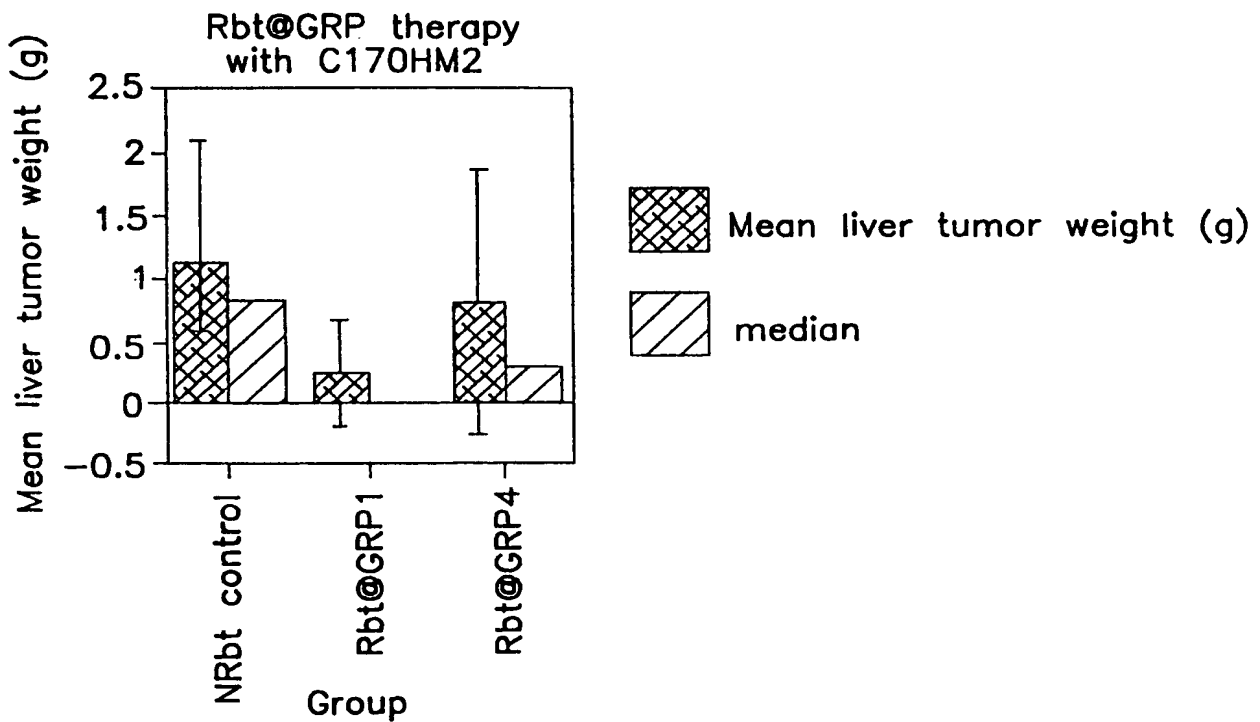 Rbt@GRP therapy
with C170HM2
Mean liver tumor weight (g)
2.5
2
1.5
1
0.5
0
-0.5
NRbt control
Rbt@GRP1
Rbt@GRP4
Group
Mean liver tumor weight (g)
median